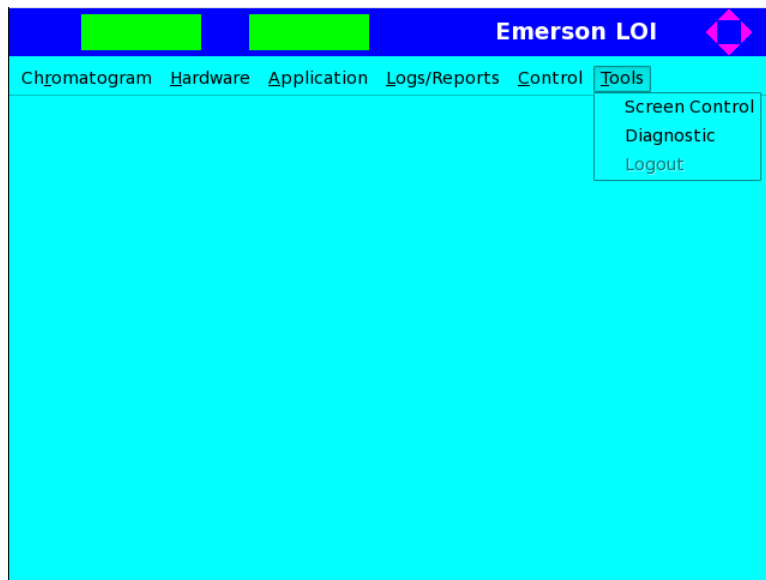 Emerson LOI
Chromatogram Hardware Application Logs/Reports Control Tools
Screen Control
Diagnostic
Logout